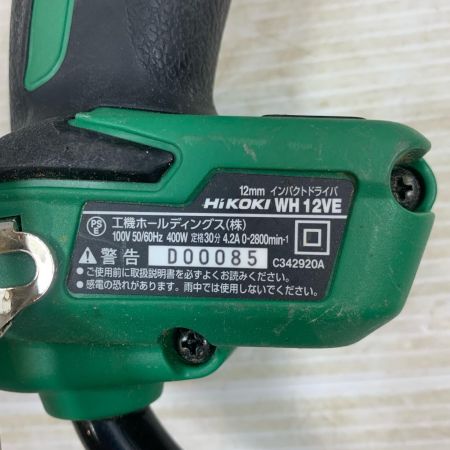 12mm インパクトドライバ
HiKOKI WH 12VE
PS E
工機ホールディングス(株)
100V 50/60Hz 400W 定格30分 4.2A 0-2800min-1
警告 D00085 C342920A
●ご使用前に取扱説明書を必ずよくお読みください。
●感電の恐れがあります。雨中では使用しないでください。